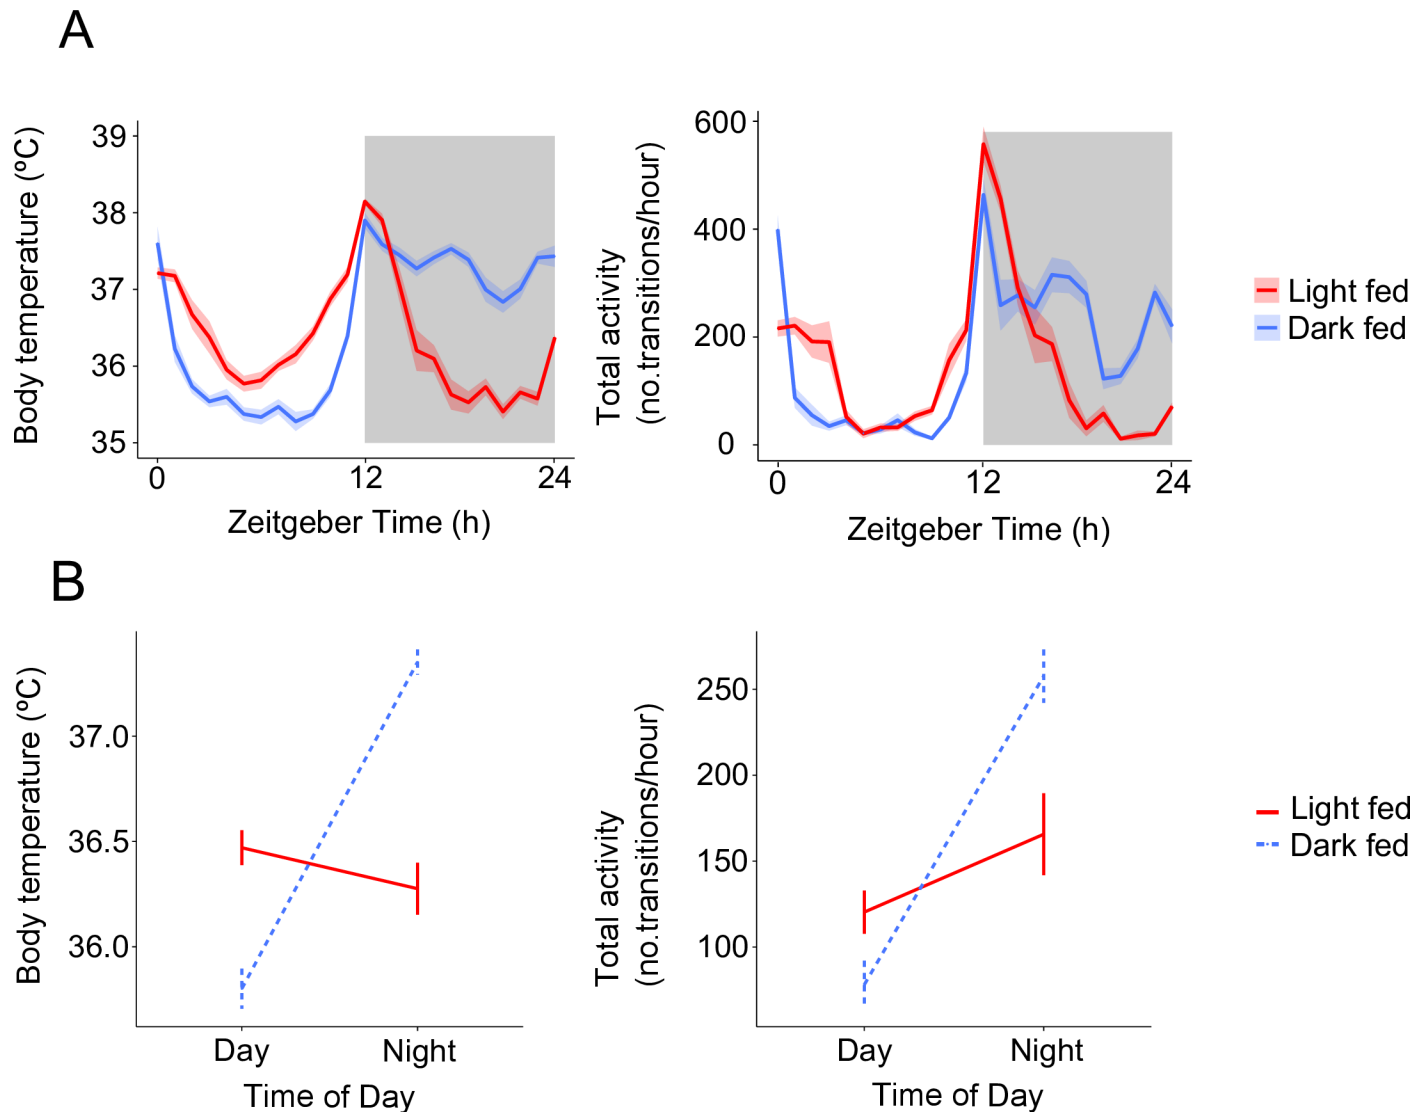 A
Body temperature (ºC)
39
38
37
36
35
0
12
24
Zeitgeber Time (h)
Total activity
(no.transitions/hour)
600
400
200
0
0
12
24
Zeitgeber Time (h)
Light fed
Dark fed
B
Body temperature (ºC)
37.0
36.5
36.0
Day
Night
Time of Day
Total activity
(no.transitions/hour)
250
200
150
100
Day
Night
Time of Day
Light fed
Dark fed